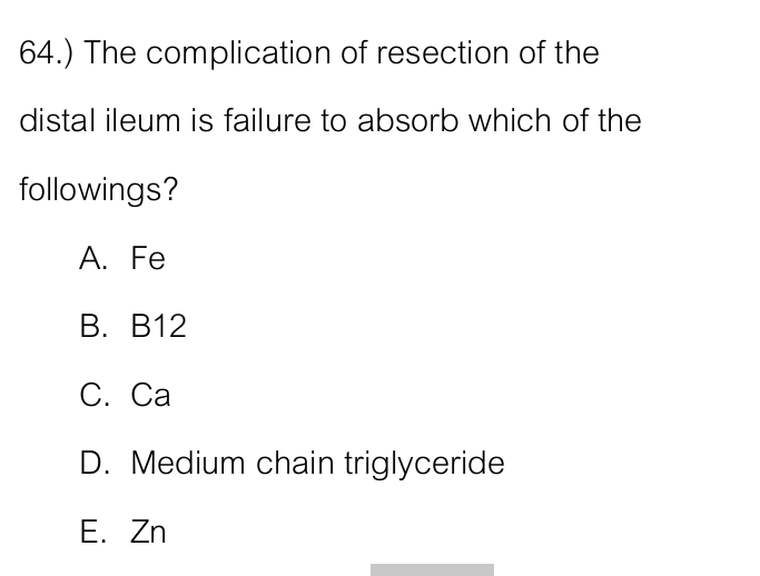 64.) The complication of resection of the
distal ileum is failure to absorb which of the
followings?
A. Fe
B. B12
C. Ca
D. Medium chain triglyceride
E. Zn